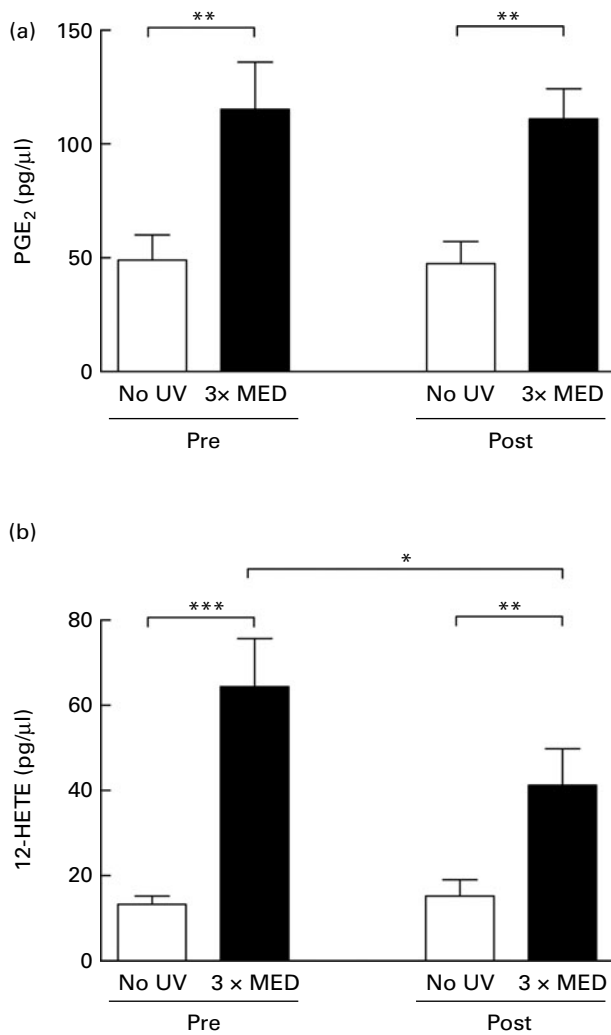 (a)
** **
150
100
50
0
PGE₂ (pg/µl)
No UV 3× MED No UV 3× MED
Pre Post
(b)
*
*** **
80
60
40
20
0
12-HETE (pg/µl)
No UV 3 × MED No UV 3 × MED
Pre Post